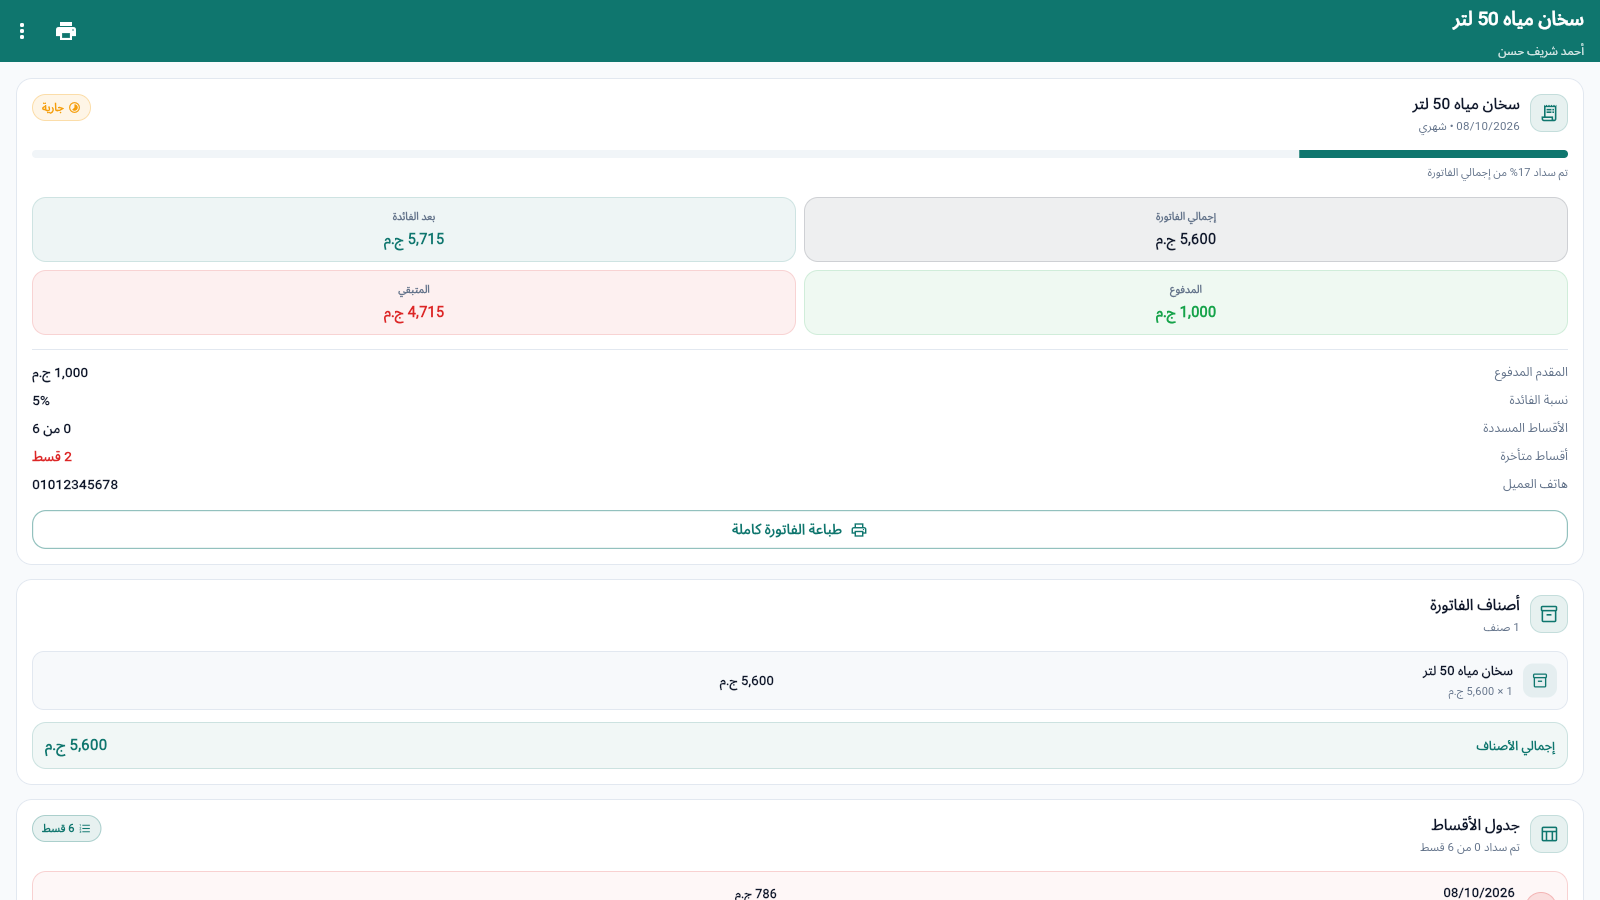 سخان مياه 50 لتر
أحمد شريف حسن
سخان مياه 50 لتر
08/10/2026 • شهري
جارية
تم سداد 17% من إجمالي الفاتورة
إجمالي الفاتورة
5,600 ج.م
بعد الفائدة
5,715 ج.م
المدفوع
1,000 ج.م
المتبقي
4,715 ج.م
المقدم المدفوع
1,000 ج.م
نسبة الفائدة
5%
الأقساط المسددة
0 من 6
أقساط متأخرة
2 قسط
هاتف العميل
01012345678
طباعة الفاتورة كاملة
أصناف الفاتورة
1 صنف
سخان مياه 50 لتر
1 × 5,600 ج.م
5,600 ج.م
إجمالي الأصناف
5,600 ج.م
جدول الأقساط
تم سداد 0 من 6 قسط
6 قسط
08/10/2026
786 ج.م